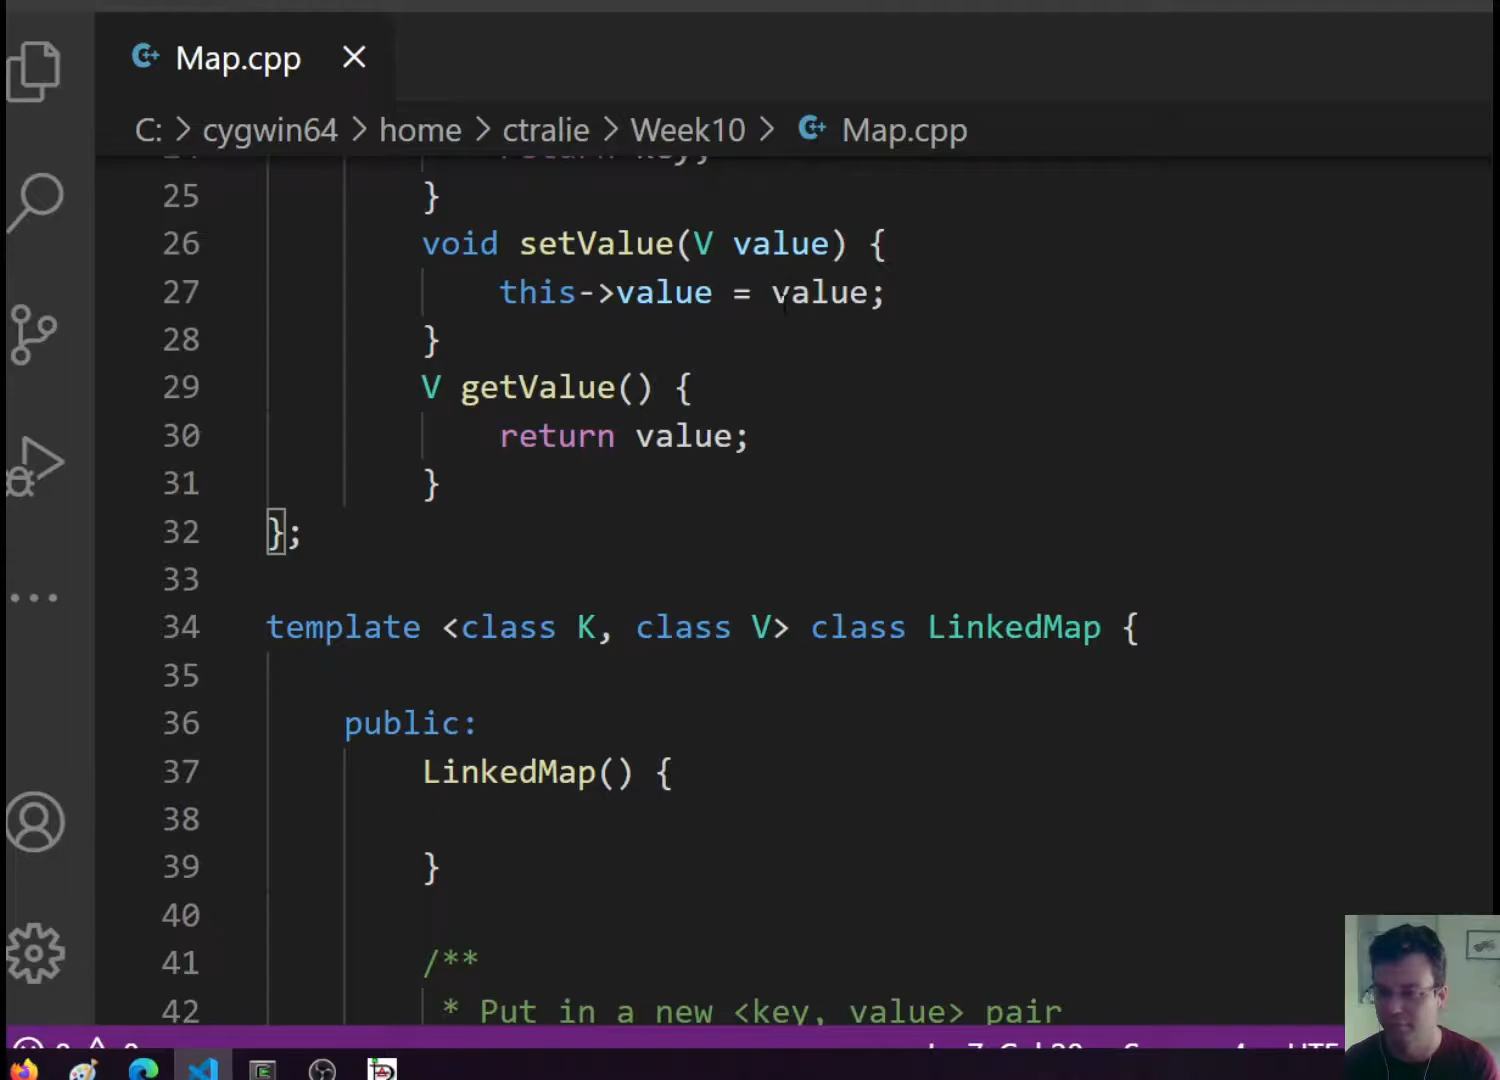 Map.cpp
C: > cygwin64 > home > ctralie > Week10 > Map.cpp
25 }
26 void setValue(V value) {
27 this->value = value;
28 }
29 V getValue() {
30 return value;
31 }
32 };
33
34 template <class K, class V> class LinkedMap {
35
36 public:
37 LinkedMap() {
38
39 }
40
41 /**
42 * Put in a new <key, value> pair